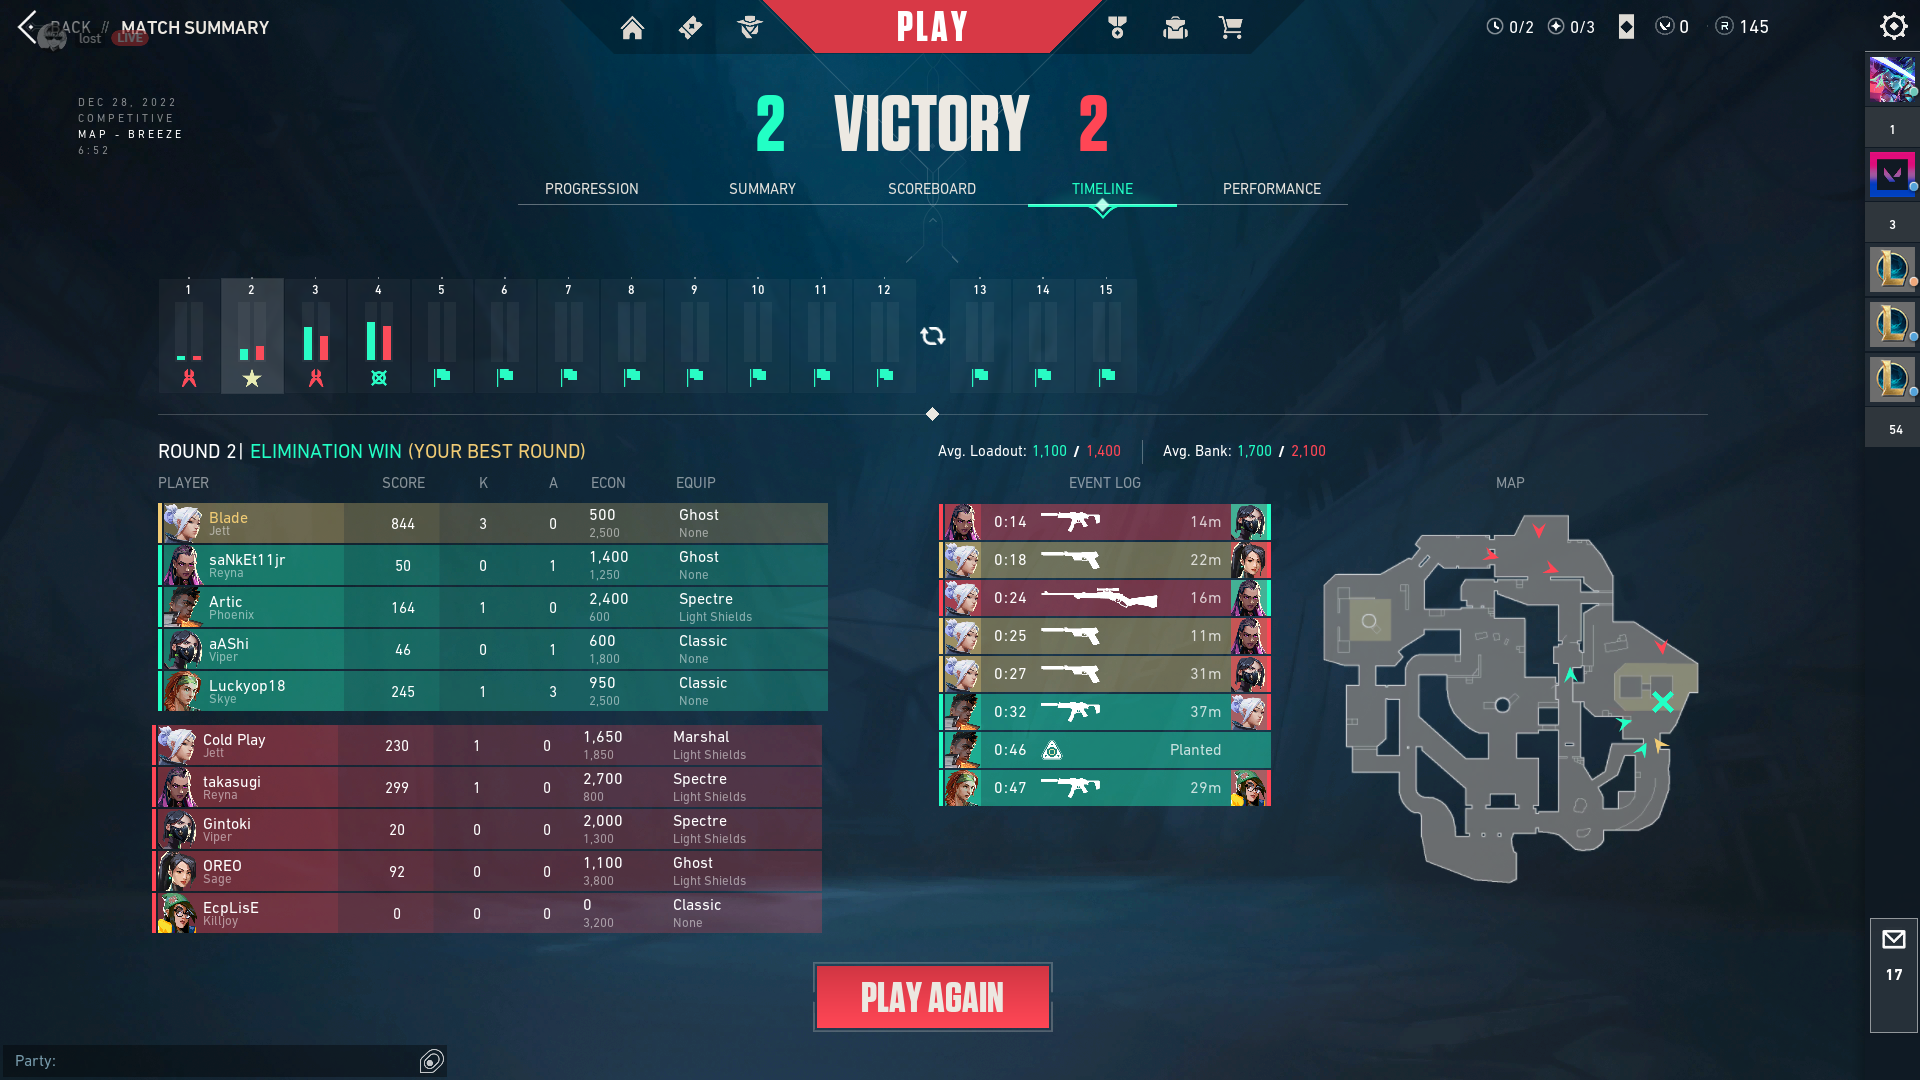 BACK // MATCH SUMMARY
lost LIVE
PLAY
0/2 0/3 0 R 145
DEC 28, 2022
COMPETITIVE
MAP - BREEZE
6:52
2 VICTORY 2
PROGRESSION SUMMARY SCOREBOARD TIMELINE PERFORMANCE
1 2 3 4 5 6 7 8 9 10 11 12 13 14 15
ROUND 2| ELIMINATION WIN (YOUR BEST ROUND)
PLAYER SCORE K A ECON EQUIP
Blade 844 3 0 500 Ghost
Jett 2,500 None
saNkEt11jr 50 0 1 1,400 Ghost
Reyna 1,250 None
Artic 164 1 0 2,400 Spectre
Phoenix 600 Light Shields
aAShi 46 0 1 600 Classic
Viper 1,800 None
Luckyop18 245 1 3 950 Classic
Skye 2,500 None
Cold Play 230 1 0 1,650 Marshal
Jett 1,850 Light Shields
takasugi 299 1 0 2,700 Spectre
Reyna 800 Light Shields
Gintoki 20 0 0 2,000 Spectre
Viper 1,300 Light Shields
OREO 92 0 0 1,100 Ghost
Sage 3,800 Light Shields
EcpLisE 0 0 0 0 Classic
Killjoy 3,200 None
Avg. Loadout: 1,100 / 1,400 Avg. Bank: 1,700 / 2,100
EVENT LOG
0:14 14m
0:18 22m
0:24 16m
0:25 11m
0:27 31m
0:32 37m
0:46 Planted
0:47 29m
MAP
PLAY AGAIN
Party:
1
3
54
17